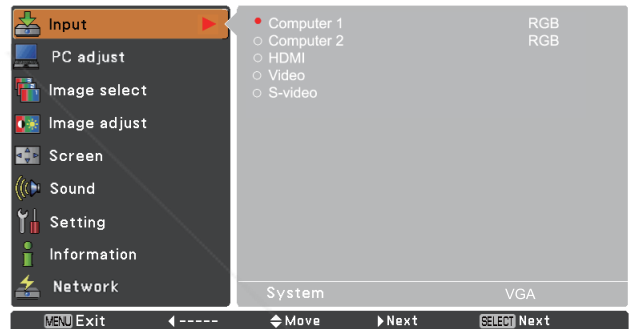 Input
PC adjust
Image select
Image adjust
Screen
Sound
Setting
Information
Network
Computer 1 RGB
Computer 2 RGB
HDMI
Video
S-video
System VGA
MENU Exit ----- Move Next SELECT Next